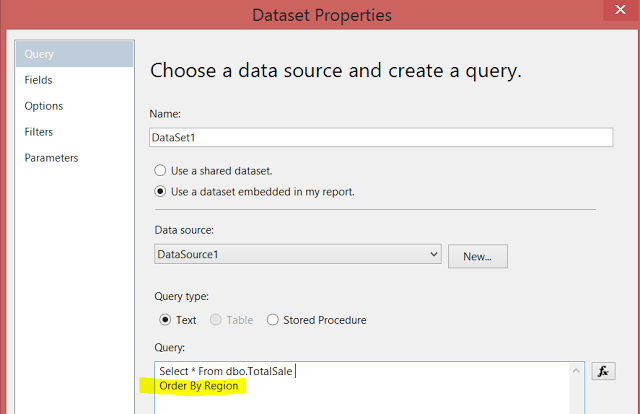 Dataset Properties
Query
Fields
Options
Filters
Parameters
Choose a data source and create a query.
Name:
DataSet1
Use a shared dataset.
Use a dataset embedded in my report.
Data source:
DataSource1
New...
Query type:
Text Table Stored Procedure
Query:
Select * From dbo.TotalSale
fx
Order By Region